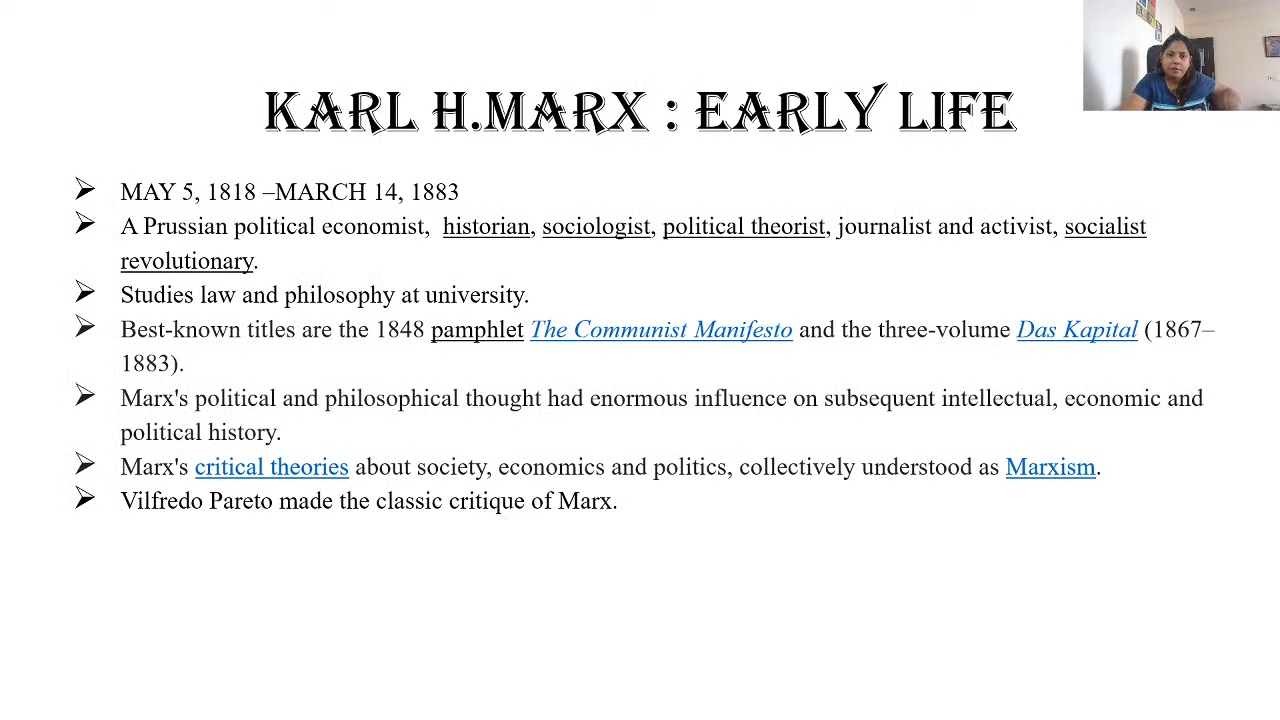 KARL H.MARX : EARLY LIFE
➢ MAY 5, 1818 –MARCH 14, 1883
➢ A Prussian political economist, historian, sociologist, political theorist, journalist and activist, socialist
revolutionary.
➢ Studies law and philosophy at university.
➢ Best-known titles are the 1848 pamphlet The Communist Manifesto and the three-volume Das Kapital (1867–
1883).
➢ Marx's political and philosophical thought had enormous influence on subsequent intellectual, economic and
political history.
➢ Marx's critical theories about society, economics and politics, collectively understood as Marxism.
➢ Vilfredo Pareto made the classic critique of Marx.